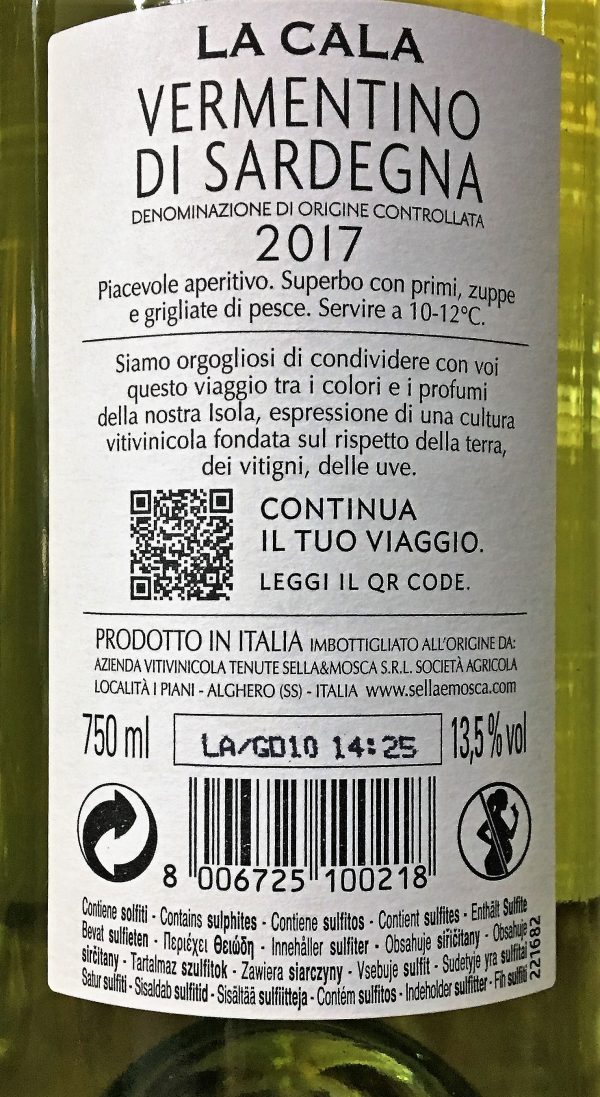 LA CALA
VERMENTINO
DI SARDEGNA
DENOMINAZIONE DI ORIGINE CONTROLLATA
2017
Piacevole aperitivo. Superbo con primi, zuppe
e grigliate di pesce. Servire a 10-12°C.
Siamo orgogliosi di condividere con voi
questo viaggio tra i colori e i profumi
della nostra Isola, espressione di una cultura
vitivinicola fondata sul rispetto della terra,
dei vitigni, delle uve.
CONTINUA
IL TUO VIAGGIO.
LEGGI IL QR CODE.
PRODOTTO IN ITALIA IMBOTTIGLIATO ALL'ORIGINE DA:
AZIENDA VITIVINICOLA TENUTE SELLA&MOSCA S.R.L. SOCIETÀ AGRICOLA
LOCALITÀ I PIANI - ALGHERO (SS) - ITALIA www.sellaemosca.com
750 ml LA/GD10 14:25 13,5 % vol
8 006725 100218
Contiene solfiti - Contains sulphites - Contiene sulfitos - Contient sulfites - Enthält Sulfite
Bevat sulfieten - Περιέχει Θειώδη - Innehåller sulfiter - Obsahuje siřičitany - Obsahuje
sirčitany - Tartalmaz szulfitok - Zawiera siarczyny - Vsebuje sulfit - Sudetyje yra sulfitai
Satur sulfiti - Sisaldab sulfitid - Sisältää sulfiitteja - Contém sulfitos - Indeholder sulfitter - Fin sulfiti
221682